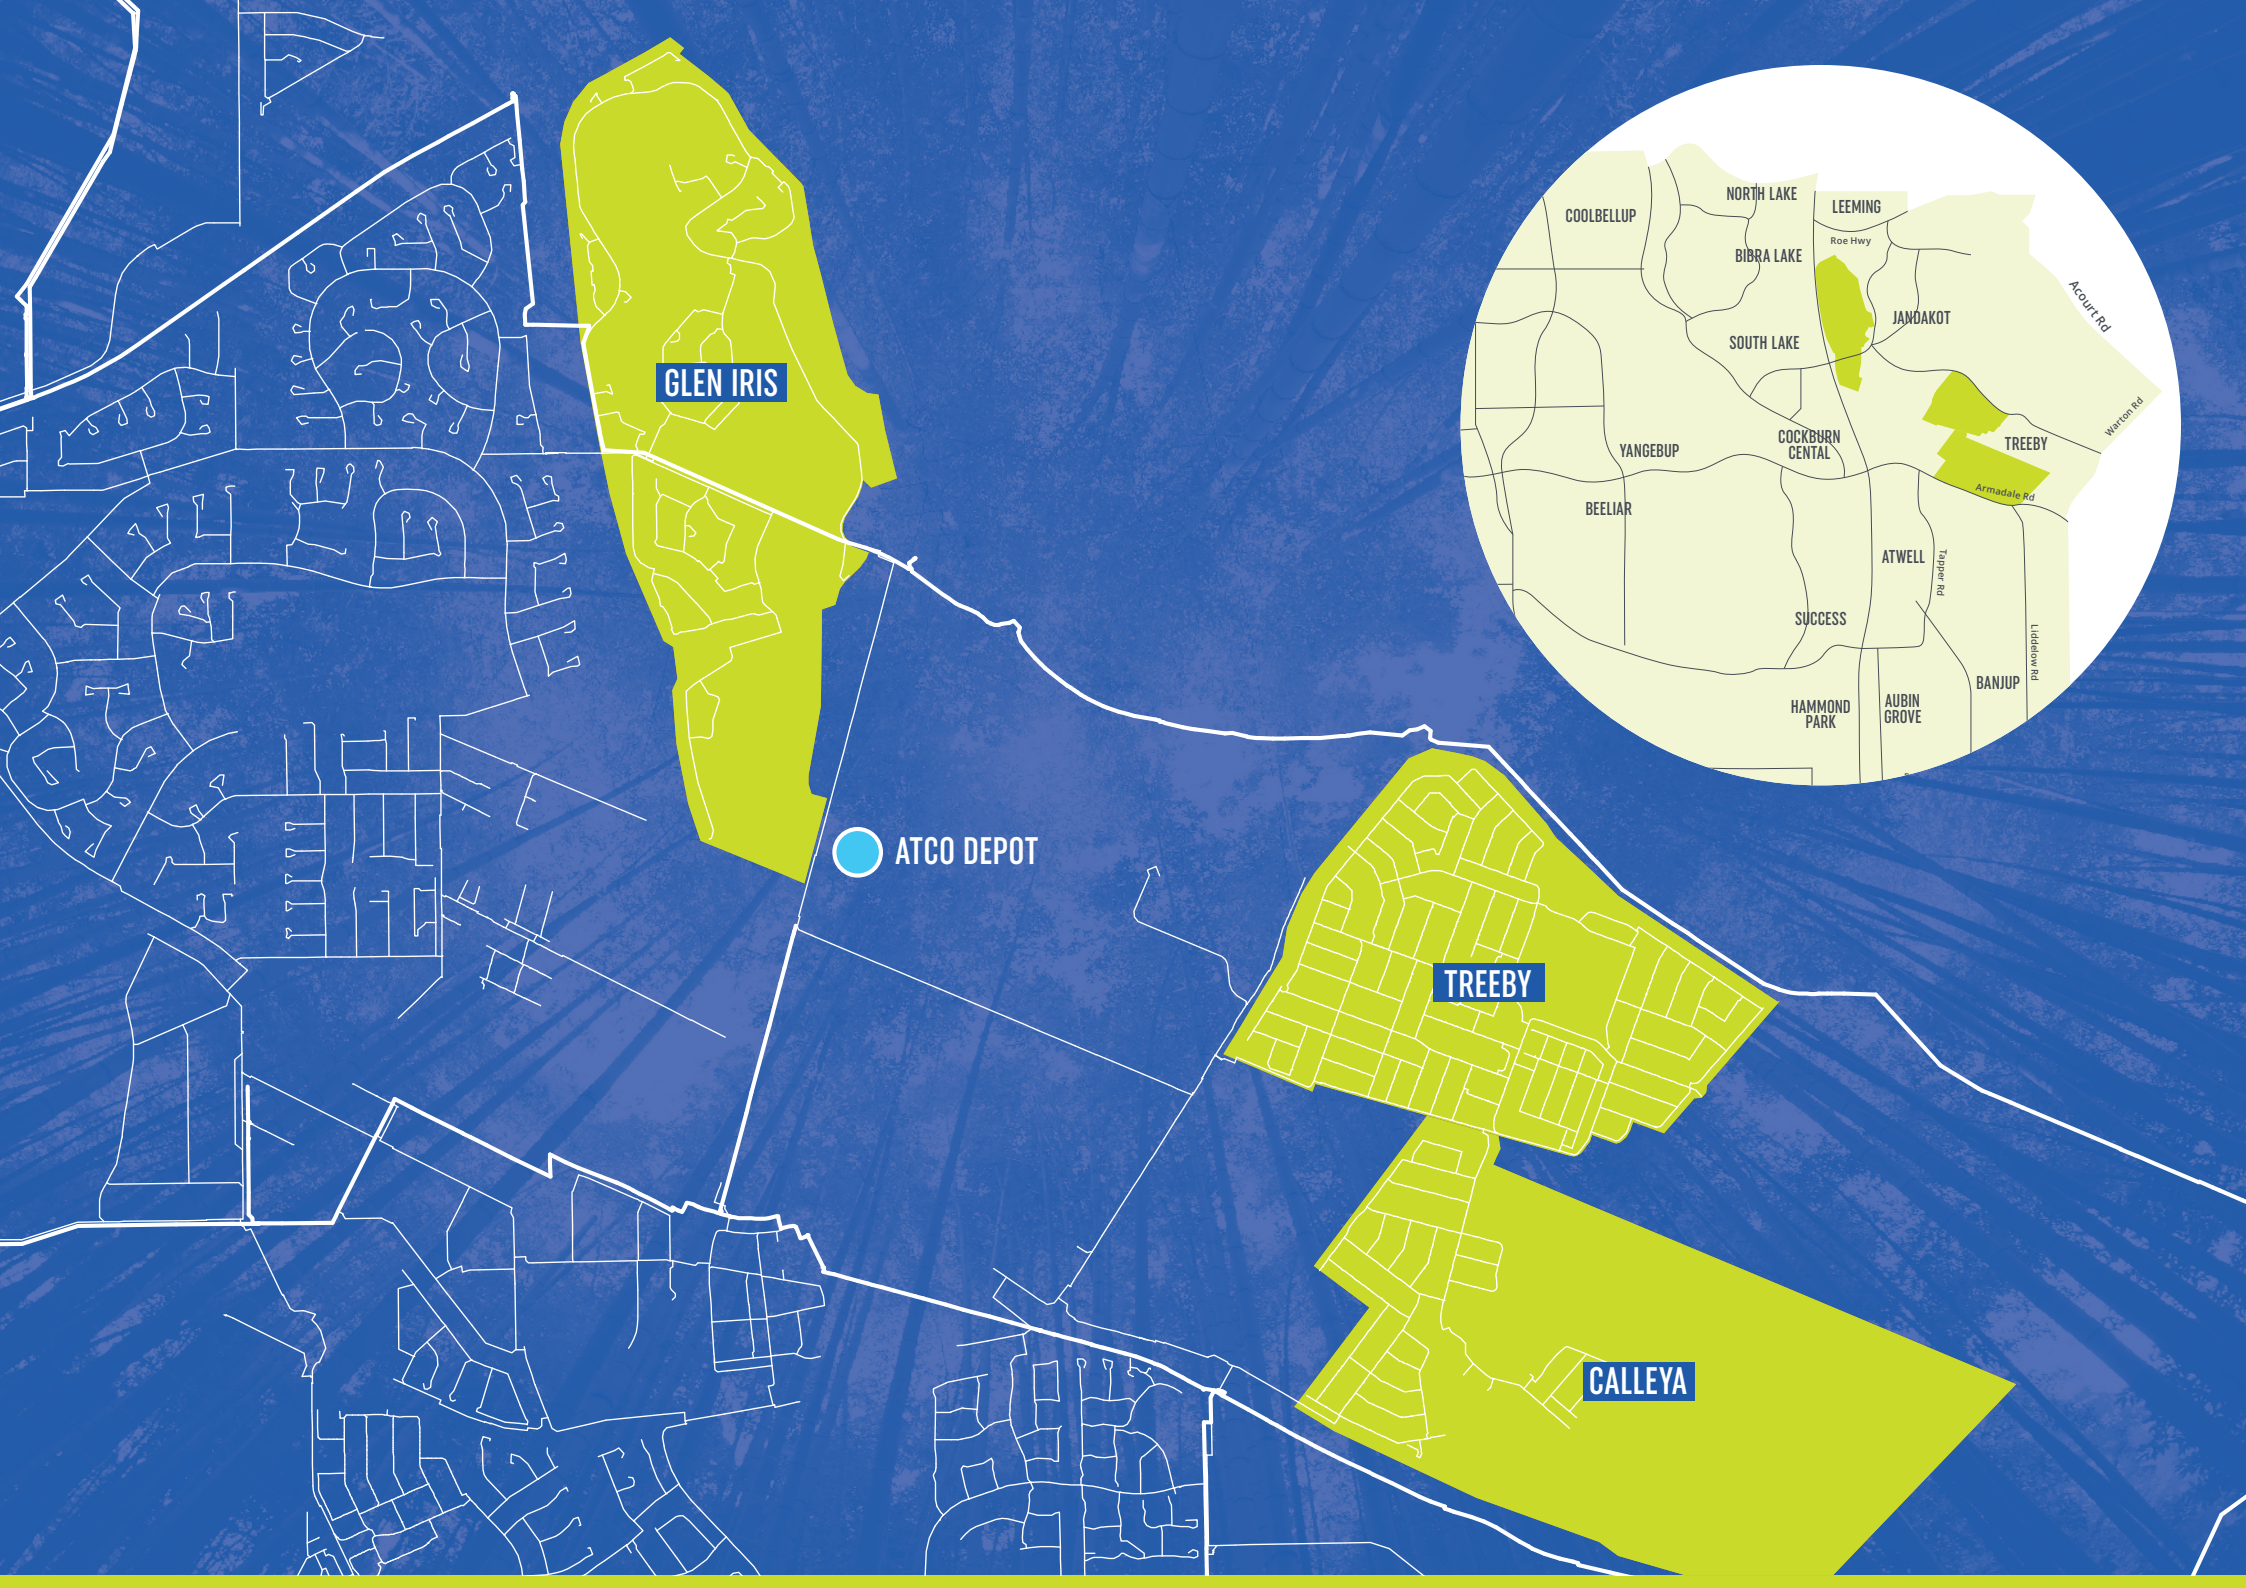 GLEN IRIS
ATCO DEPOT
TREEBY
CALLEYA
NORTH LAKE
COOLBELLUP
LEEMING
Roe Hwy
BIBRA LAKE
Acourt Rd
JANDAKOT
SOUTH LAKE
Warton Rd
COCKBURN
CENTAL
TREEBY
YANGEBUP
Armadale Rd
BEELIAR
ATWELL
Tapper Rd
SUCCESS
Liddelow Rd
BANJUP
HAMMOND
PARK
AUBIN
GROVE